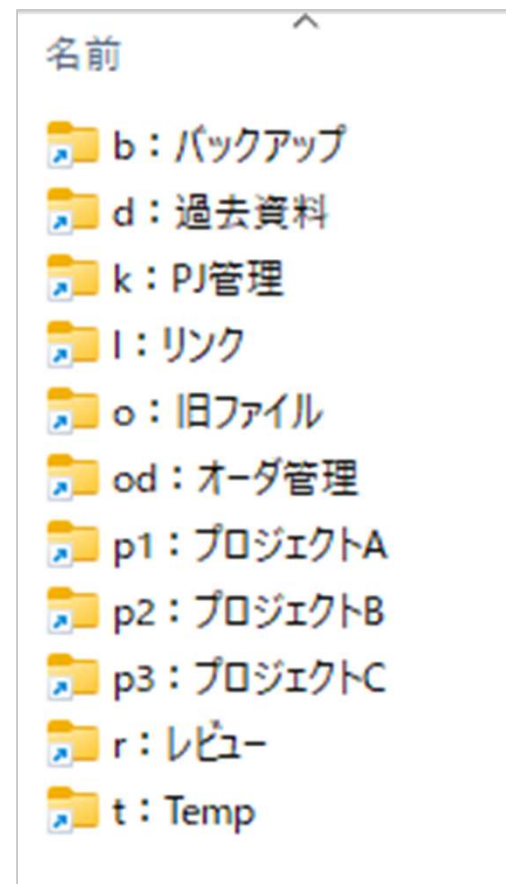 名前
b：バックアップ
d：過去資料
k：PJ管理
l：リンク
o：旧ファイル
od：オーダ管理
p1：プロジェクトA
p2：プロジェクトB
p3：プロジェクトC
r：レビュー
t：Temp